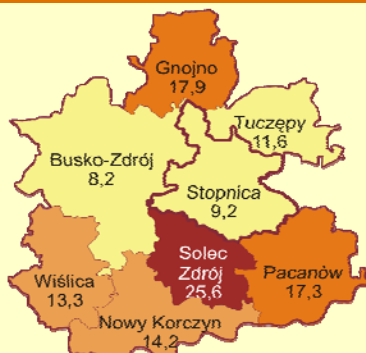 Gnojno
17,9
Tuczępy
11,6
Busko-Zdrój
8,2
Stopnica
9,2
Solec
Zdrój
25,6
Wiślica
13,3
Pacanów
17,3
Nowy Korczyn
14,2